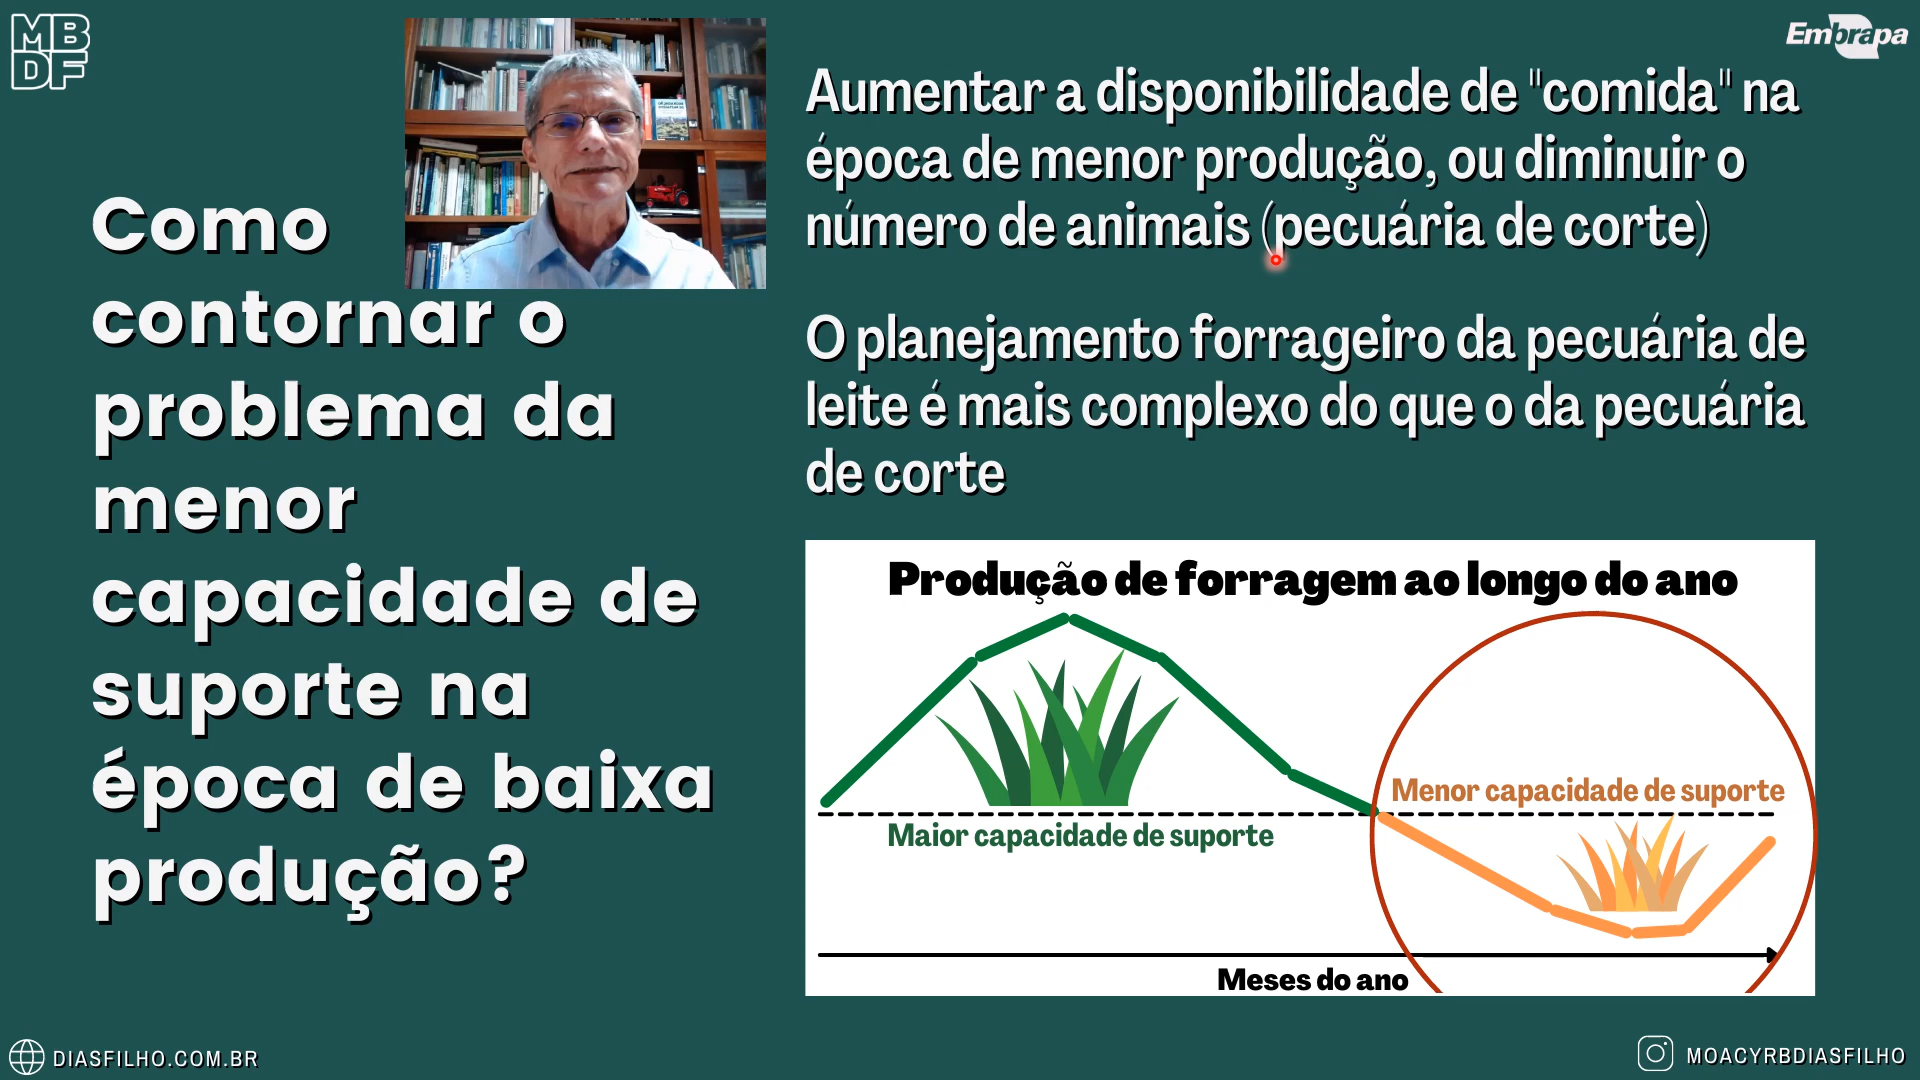 MB
DF
Embrapa
Como
contornar o
problema da
menor
capacidade de
suporte na
época de baixa
produção?
Aumentar a disponibilidade de "comida" na
época de menor produção, ou diminuir o
número de animais (pecuária de corte)
O planejamento forrageiro da pecuária de
leite é mais complexo do que o da pecuária
de corte
Produção de forragem ao longo do ano
Menor capacidade de suporte
Maior capacidade de suporte
Meses do ano
DIASFILHO.COM.BR
MOACYRBDIASFILHO